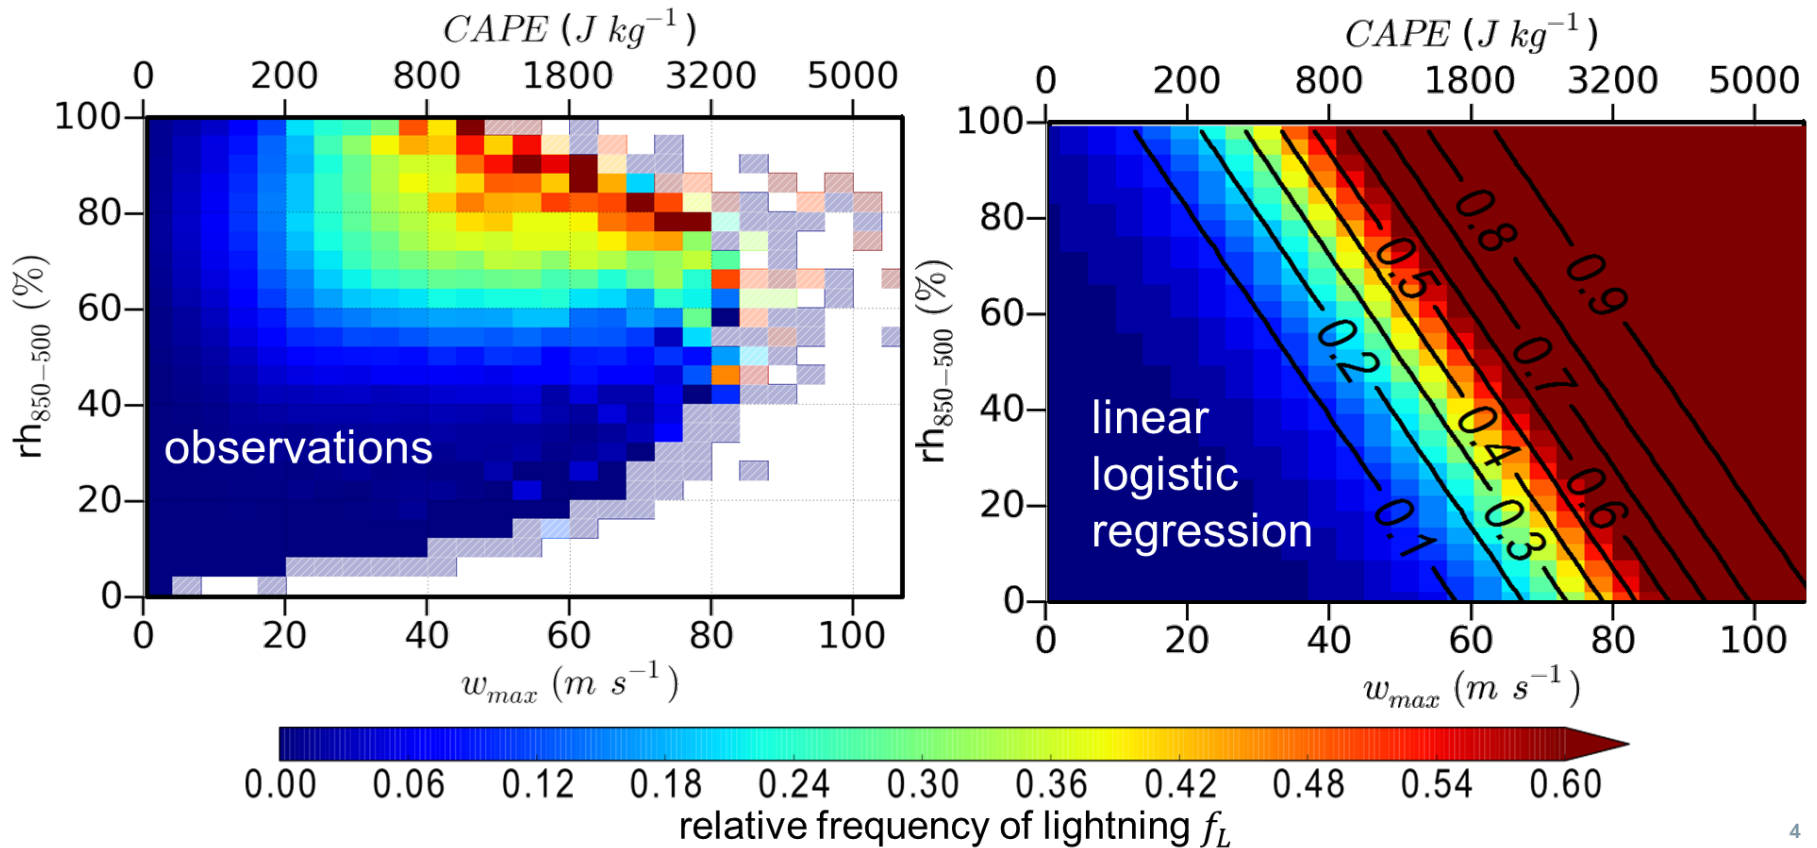 CAPE (J kg−1)
0 200 800 1800 3200 5000
100
80
60
40
20
0
rh850−500 (%)
observations
0 20 40 60 80 100
wmax (m s−1)
CAPE (J kg−1)
0 200 800 1800 3200 5000
100
80
60
40
20
0
rh850−500 (%)
0.9
0.8
0.5
0.2
0.7
0.4
0.6
0.3
0.1
linear
logistic
regression
0 20 40 60 80 100
wmax (m s−1)
0.00 0.06 0.12 0.18 0.24 0.30 0.36 0.42 0.48 0.54 0.60
relative frequency of lightning fL
4